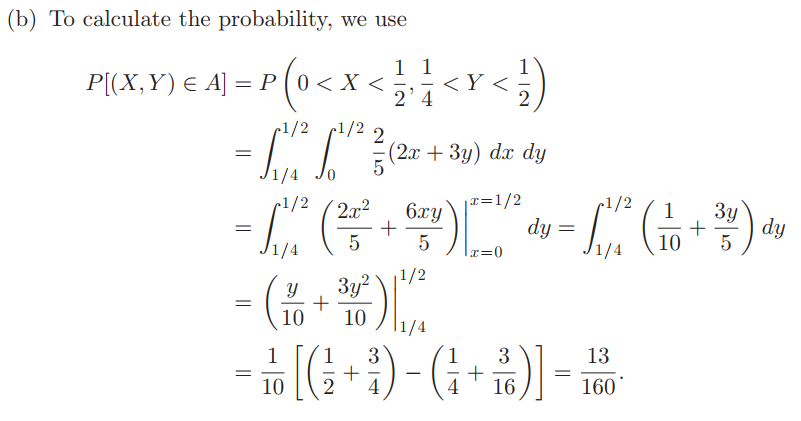 (b) To calculate the probability, we use
P[(X, Y) ∈ A] = P(0 < X < 1/2, 1/4 < Y < 1/2)
= ∫_{1/4}^{1/2} ∫_{0}^{1/2} 2/5 (2x + 3y) dx dy
= ∫_{1/4}^{1/2} (2x²/5 + 6xy/5)|_{x=0}^{x=1/2} dy = ∫_{1/4}^{1/2} (1/10 + 3y/5) dy
= (y/10 + 3y²/10)|_{1/4}^{1/2}
= 1/10 [(1/2 + 3/4) − (1/4 + 3/16)] = 13/160.